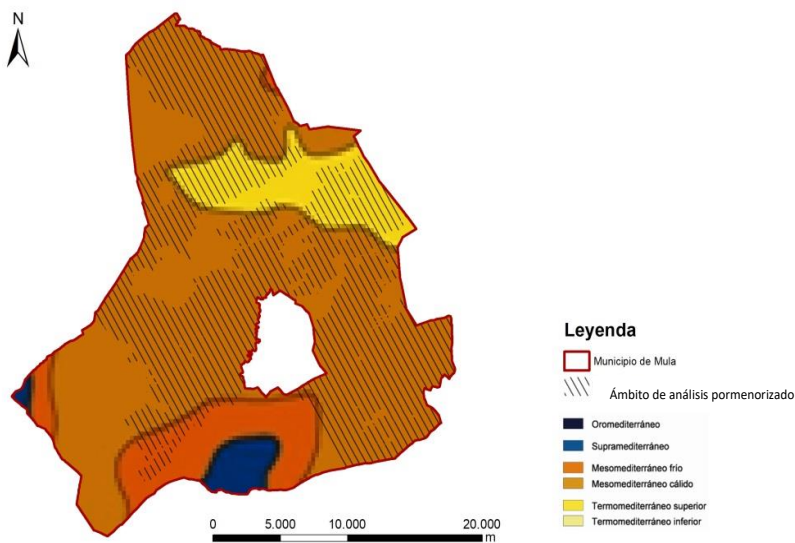 N
Leyenda
Municipio de Mula
Ámbito de análisis pormenorizado
Oromediterráneo
Supramediterráneo
Mesomediterráneo frío
Mesomediterráneo cálido
Termomediterráneo superior
Termomediterráneo inferior
0 5.000 10.000 20.000
m